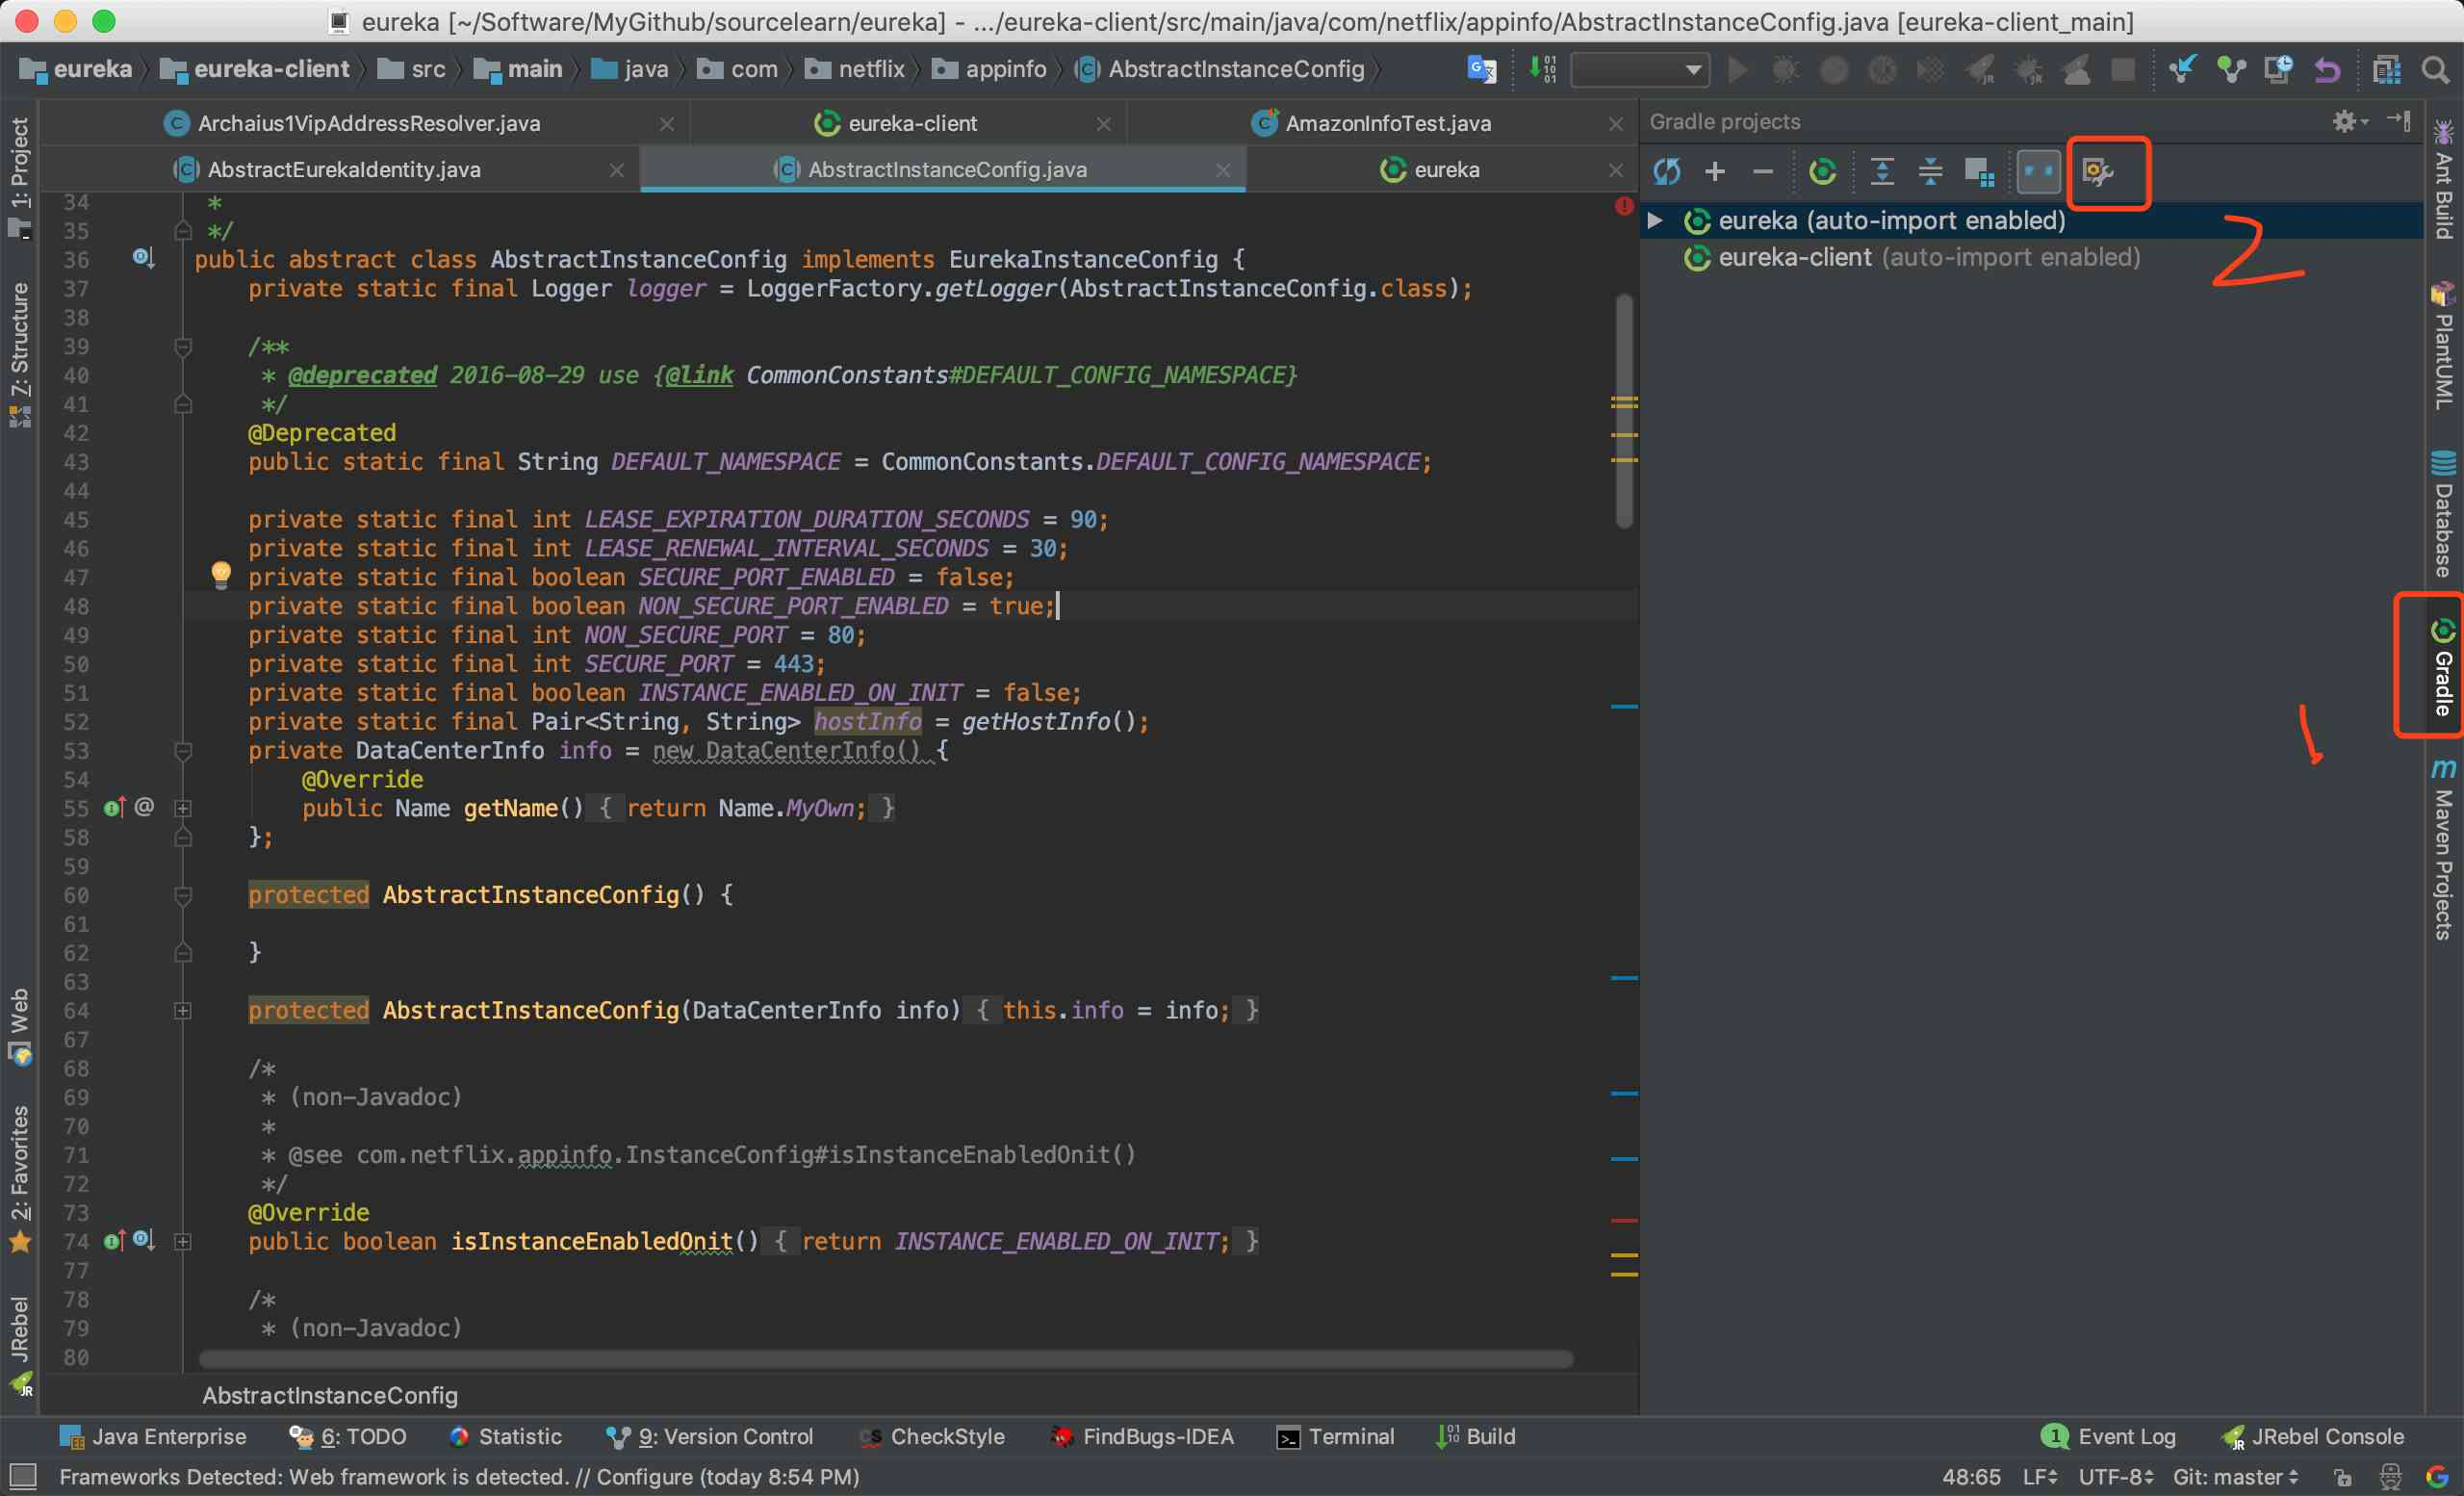 eureka [~/Software/MyGithub/sourcelearn/eureka] - .../eureka-client/src/main/java/com/netflix/appinfo/AbstractInstanceConfig.java [eureka-client_main]
eureka eureka-client src main java com netflix appinfo AbstractInstanceConfig
Archaius1VipAddressResolver.java eureka-client AmazonInfoTest.java
AbstractEurekaIdentity.java AbstractInstanceConfig.java eureka
1: Project
7: Structure
Web
2: Favorites
JRebel
34 *
35 */
36 public abstract class AbstractInstanceConfig implements EurekaInstanceConfig {
37 private static final Logger logger = LoggerFactory.getLogger(AbstractInstanceConfig.class);
38
39 /**
40 * @deprecated 2016-08-29 use {@link CommonConstants#DEFAULT_CONFIG_NAMESPACE}
41 */
42 @Deprecated
43 public static final String DEFAULT_NAMESPACE = CommonConstants.DEFAULT_CONFIG_NAMESPACE;
44
45 private static final int LEASE_EXPIRATION_DURATION_SECONDS = 90;
46 private static final int LEASE_RENEWAL_INTERVAL_SECONDS = 30;
47 private static final boolean SECURE_PORT_ENABLED = false;
48 private static final boolean NON_SECURE_PORT_ENABLED = true;
49 private static final int NON_SECURE_PORT = 80;
50 private static final int SECURE_PORT = 443;
51 private static final boolean INSTANCE_ENABLED_ON_INIT = false;
52 private static final Pair<String, String> hostInfo = getHostInfo();
53 private DataCenterInfo info = new DataCenterInfo() {
54 @Override
55 @ public Name getName() { return Name.MyOwn; }
58 };
59
60 protected AbstractInstanceConfig() {
61
62 }
63
64 protected AbstractInstanceConfig(DataCenterInfo info) { this.info = info; }
67
68 /*
69 * (non-Javadoc)
70 *
71 * @see com.netflix.appinfo.InstanceConfig#isInstanceEnabledOnit()
72 */
73 @Override
74 public boolean isInstanceEnabledOnit() { return INSTANCE_ENABLED_ON_INIT; }
77
78 /*
79 * (non-Javadoc)
80
AbstractInstanceConfig
Gradle projects
eureka (auto-import enabled)
eureka-client (auto-import enabled)
2
1
Ant Build
PlantUML
Database
Gradle
Maven Projects
Java Enterprise 6: TODO Statistic 9: Version Control CheckStyle FindBugs-IDEA Terminal Build 1 Event Log JRebel Console
Frameworks Detected: Web framework is detected. // Configure (today 8:54 PM) 48:65 LF UTF-8 Git: master